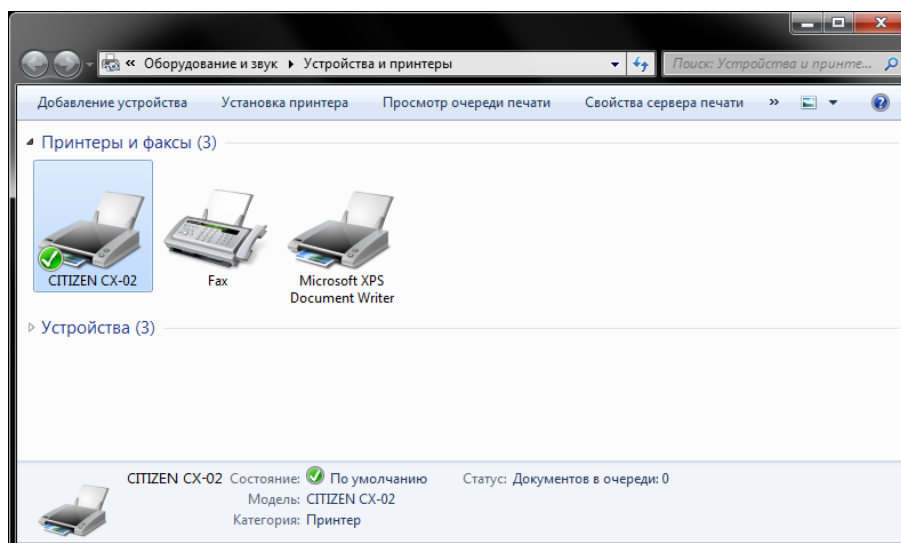 « Оборудование и звук Устройства и принтеры Поиск: Устройства и принте...
Добавление устройства Установка принтера Просмотр очереди печати Свойства сервера печати »
Принтеры и факсы (3)
CITIZEN CX-02 Fax Microsoft XPS
Document Writer
Устройства (3)
CITIZEN CX-02 Состояние: По умолчанию Статус: Документов в очереди: 0
Модель: CITIZEN CX-02
Категория: Принтер